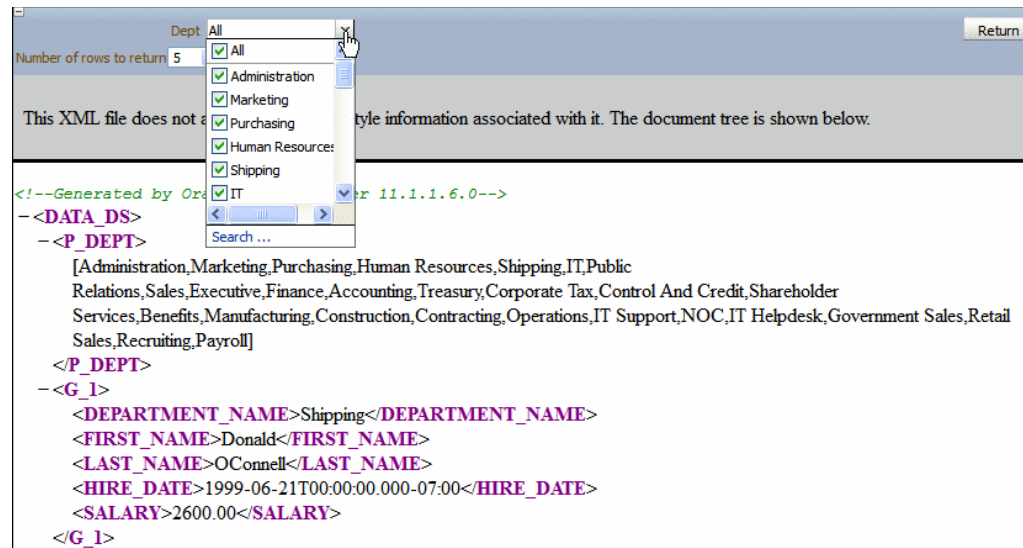 Dept All
Return
Number of rows to return 5
All
Administration
Marketing
Purchasing
Human Resources
Shipping
IT
Search ...
This XML file does not a tyle information associated with it. The document tree is shown below.
<!--Generated by Ora er 11.1.1.6.0-->
−<DATA_DS>
−<P_DEPT>
[Administration,Marketing,Purchasing,Human Resources,Shipping,IT,Public
Relations,Sales,Executive,Finance,Accounting,Treasury,Corporate Tax,Control And Credit,Shareholder
Services,Benefits,Manufacturing,Construction,Contracting,Operations,IT Support,NOC,IT Helpdesk,Government Sales,Retail
Sales,Recruiting,Payroll]
</P_DEPT>
−<G_1>
<DEPARTMENT_NAME>Shipping</DEPARTMENT_NAME>
<FIRST_NAME>Donald</FIRST_NAME>
<LAST_NAME>OConnell</LAST_NAME>
<HIRE_DATE>1999-06-21T00:00:00.000-07:00</HIRE_DATE>
<SALARY>2600.00</SALARY>
</G_1>